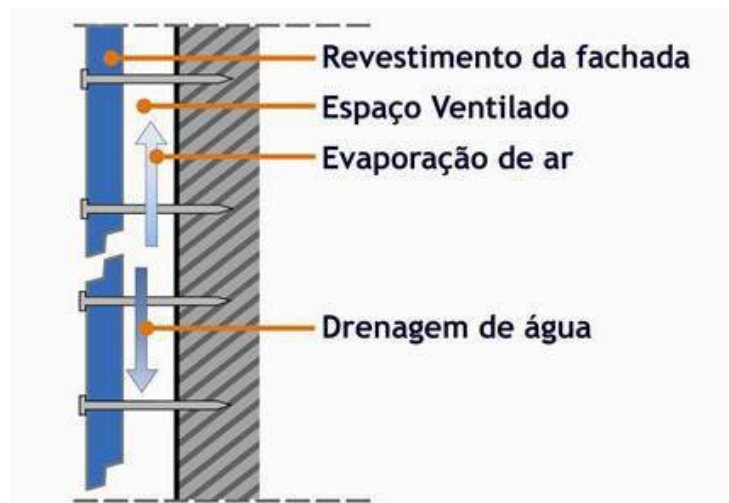 Revestimento da fachada
Espaço Ventilado
Evaporação de ar
Drenagem de água